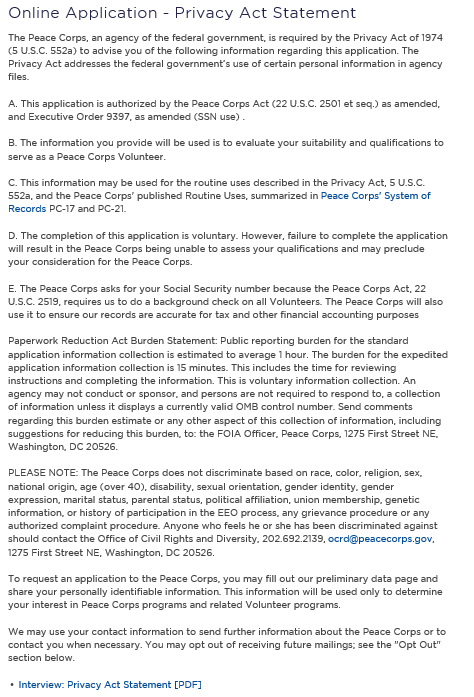 Online Application - Privacy Act Statement
The Peace Corps, an agency of the federal government, is required by the Privacy Act of 1974
(5 U.S.C. 552a) to advise you of the following information regarding this application. The
Privacy Act addresses the federal government's use of certain personal information in agency
files.
A. This application is authorized by the Peace Corps Act (22 U.S.C. 2501 et seq.) as amended,
and Executive Order 9397, as amended (SSN use) .
B. The information you provide will be used is to evaluate your suitability and qualifications to
serve as a Peace Corps Volunteer.
C. This information may be used for the routine uses described in the Privacy Act, 5 U.S.C.
552a, and the Peace Corps' published Routine Uses, summarized in Peace Corps' System of
Records PC-17 and PC-21.
D. The completion of this application is voluntary. However, failure to complete the application
will result in the Peace Corps being unable to assess your qualifications and may preclude
your consideration for the Peace Corps.
E. The Peace Corps asks for your Social Security number because the Peace Corps Act, 22
U.S.C. 2519, requires us to do a background check on all Volunteers. The Peace Corps will also
use it to ensure our records are accurate for tax and other financial accounting purposes
Paperwork Reduction Act Burden Statement: Public reporting burden for the standard
application information collection is estimated to average 1 hour. The burden for the expedited
application information collection is 15 minutes. This includes the time for reviewing
instructions and completing the information. This is voluntary information collection. An
agency may not conduct or sponsor, and persons are not required to respond to, a collection
of information unless it displays a currently valid OMB control number. Send comments
regarding this burden estimate or any other aspect of this collection of information, including
suggestions for reducing this burden, to: the FOIA Officer, Peace Corps, 1275 First Street NE,
Washington, DC 20526.
PLEASE NOTE: The Peace Corps does not discriminate based on race, color, religion, sex,
national origin, age (over 40), disability, sexual orientation, gender identity, gender
expression, marital status, parental status, political affiliation, union membership, genetic
information, or history of participation in the EEO process, any grievance procedure or any
authorized complaint procedure. Anyone who feels he or she has been discriminated against
should contact the Office of Civil Rights and Diversity, 202.692.2139, ocrd@peacecorps.gov,
1275 First Street NE, Washington, DC 20526.
To request an application to the Peace Corps, you may fill out our preliminary data page and
share your personally identifiable information. This information will be used only to determine
your interest in Peace Corps programs and related Volunteer programs.
We may use your contact information to send further information about the Peace Corps or to
contact you when necessary. You may opt out of receiving future mailings; see the "Opt Out"
section below.
• Interview: Privacy Act Statement [PDF]